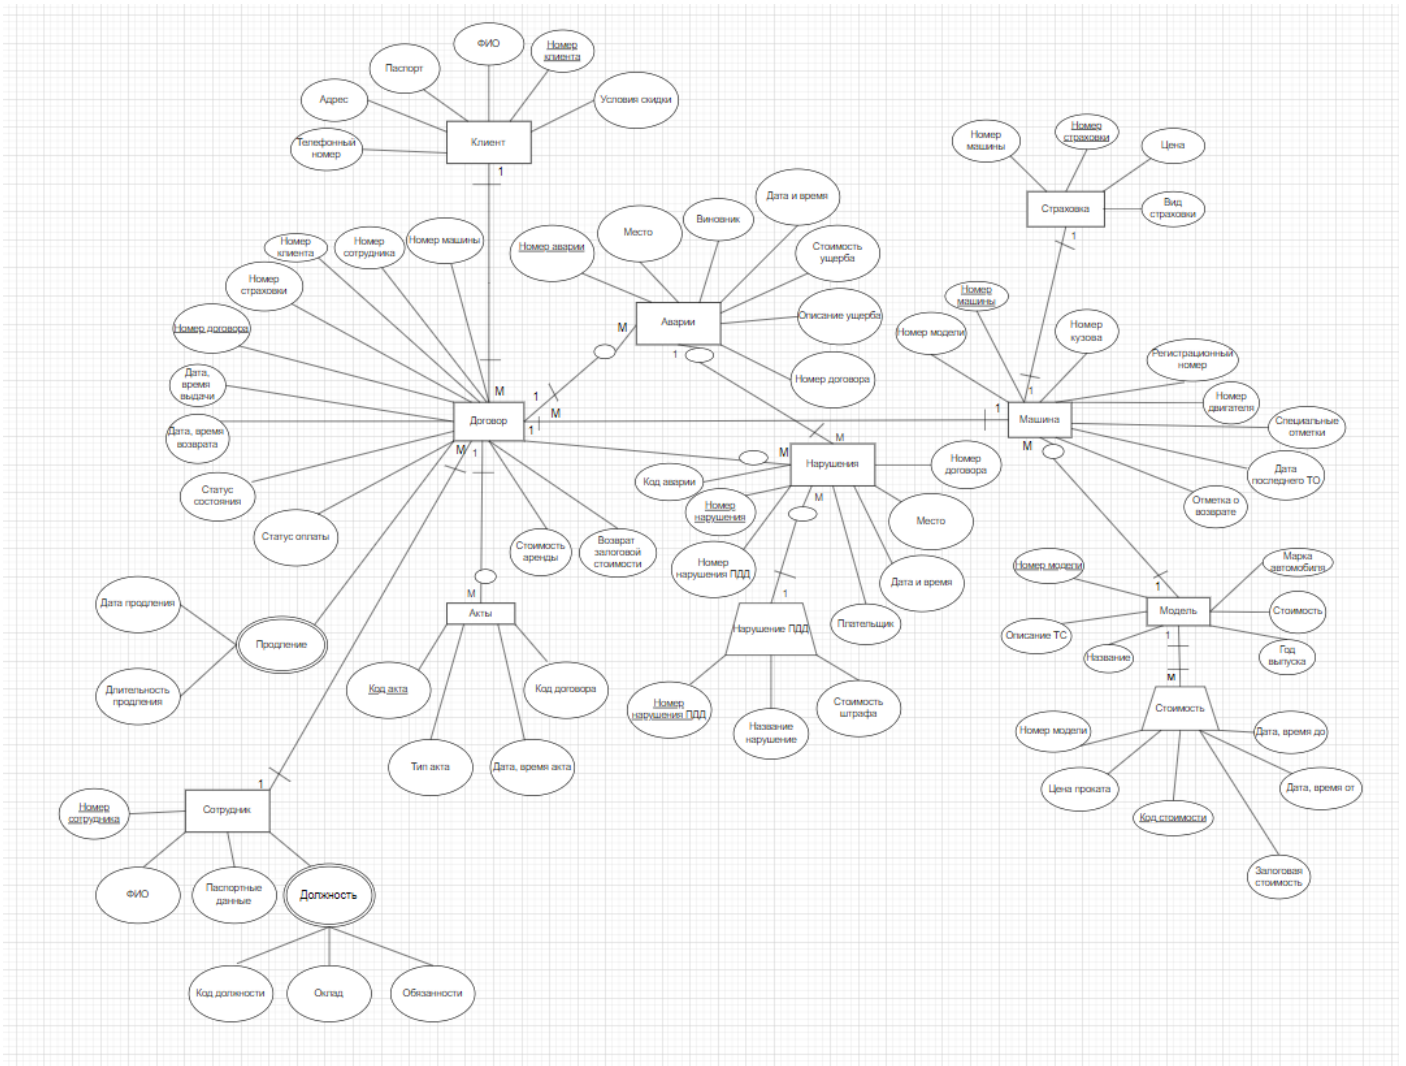 ФИО
Номер
клиента
Паспорт
Адрес
Условия скидки
Телефонный
номер
Клиент
1
Номер
машины
Номер
страховки
Цена
Страховка
Вид
страховки
1
Дата и время
Виновник
Место
Номер аварии
Стоимость
ущерба
Описание ущерба
Аварии
М
1
Номер договора
Номер
клиента
Номер
сотрудника
Номер машины
Номер
страховки
Номер договора
Дата,
время
выдачи
Дата, время
возврата
Статус
состояния
Статус оплаты
М
1
Договор
М
1
М
1
Номер
машины
Номер модели
Номер
кузова
Регистрационный
номер
Номер
двигателя
Специальные
отметки
Дата
последнего ТО
Отметка о
возврате
1
1
Машина
М
М
М
Нарушения
М
Код аварии
Номер
нарушения
Номер
нарушения ПДД
Номер
договора
Место
Дата и время
Плательщик
Стоимость
аренды
Возврат
залоговой
стоимости
Дата продления
Продление
Длительность
продления
М
Акты
Код акта
Код договора
Тип акта
Дата, время акта
1
Нарушение ПДД
Номер
нарушения ПДД
Название
нарушение
Стоимость
штрафа
Номер модели
Марка
автомобиля
1
Модель
Стоимость
Описание ТС
Название
Год
выпуска
1
М
Стоимость
Номер модели
Дата, время до
Цена проката
Дата, время от
Код стоимости
Залоговая
стоимость
1
Сотрудник
Номер
сотрудника
ФИО
Паспортные
данные
Должность
Код должности
Оклад
Обязанности